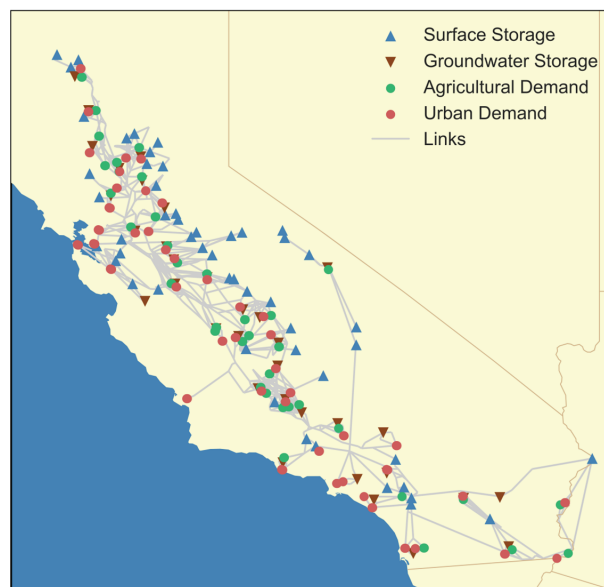 Surface Storage
Groundwater Storage
Agricultural Demand
Urban Demand
Links